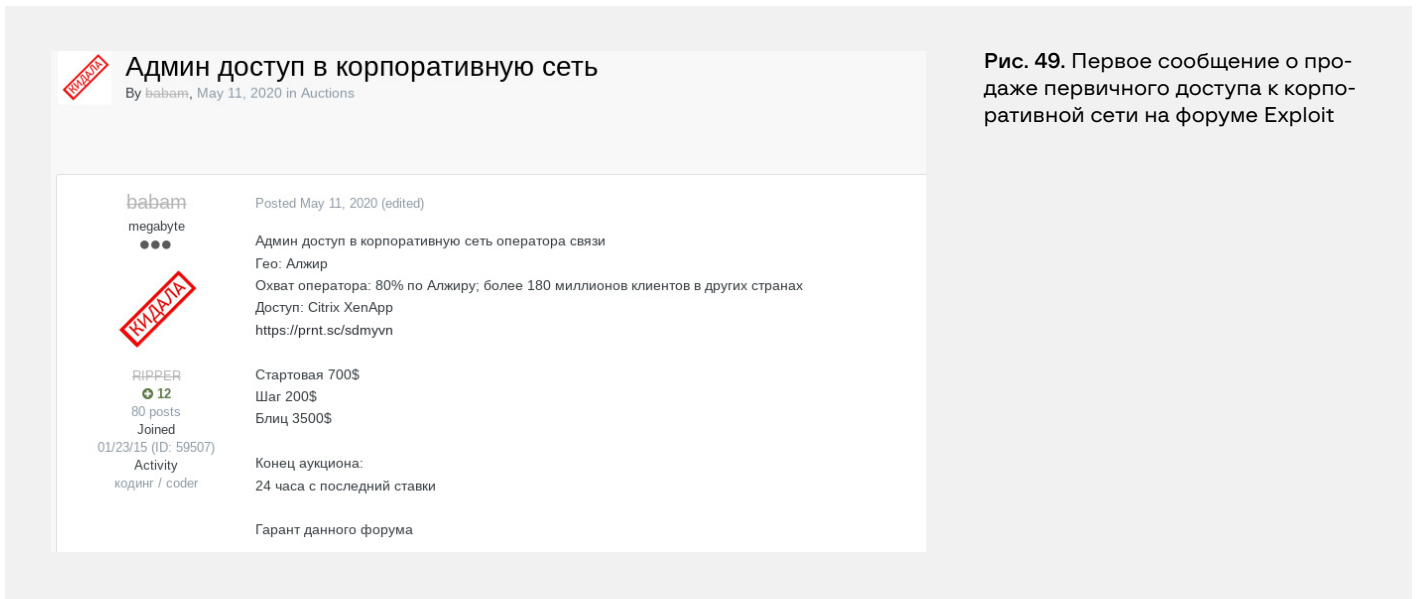 КИДАЛА
Админ доступ в корпоративную сеть
By babam, May 11, 2020 in Auctions
babam
megabyte
КИДАЛА
RIPPER
12
80 posts
Joined
01/23/15 (ID: 59507)
Activity
кодинг / coder
Posted May 11, 2020 (edited)
Админ доступ в корпоративную сеть оператора связи
Гео: Алжир
Охват оператора: 80% по Алжиру; более 180 миллионов клиентов в других странах
Доступ: Citrix XenApp
https://prnt.sc/sdmyvn
Стартовая 700$
Шаг 200$
Блиц 3500$
Конец аукциона:
24 часа с последний ставки
Гарант данного форума
Рис. 49. Первое сообщение о про-
даже первичного доступа к корпо-
ративной сети на форуме Exploit